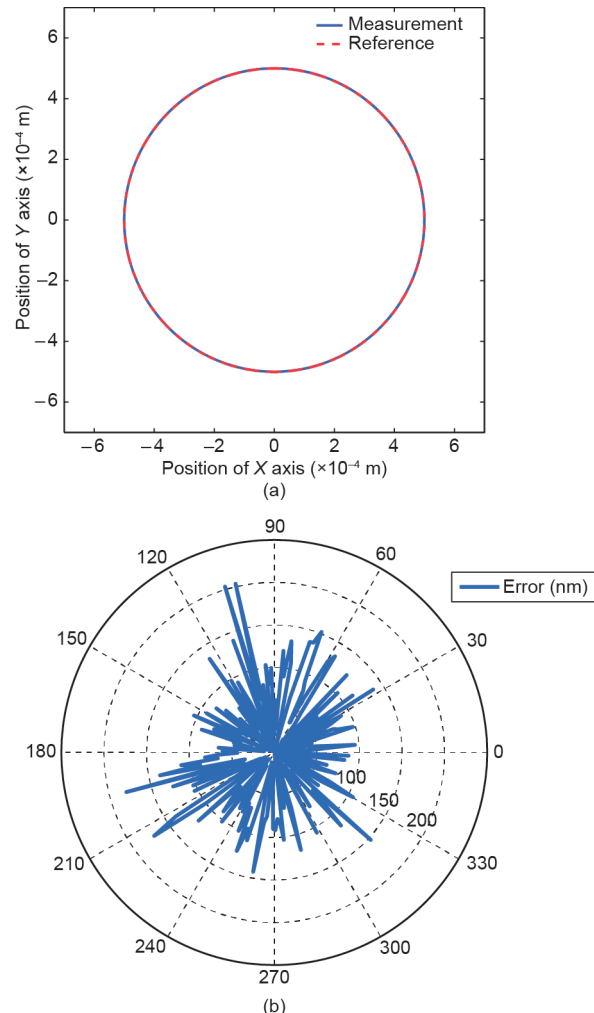 Measurement
Reference
6
4
2
0
−2
−4
−6
Position of Y axis (×10⁻⁴ m)
−6 −4 −2 0 2 4 6
Position of X axis (×10⁻⁴ m)
(a)
90
120 60
Error (nm)
150 30
180 0
100
150
200
210 330
240 300
270
(b)